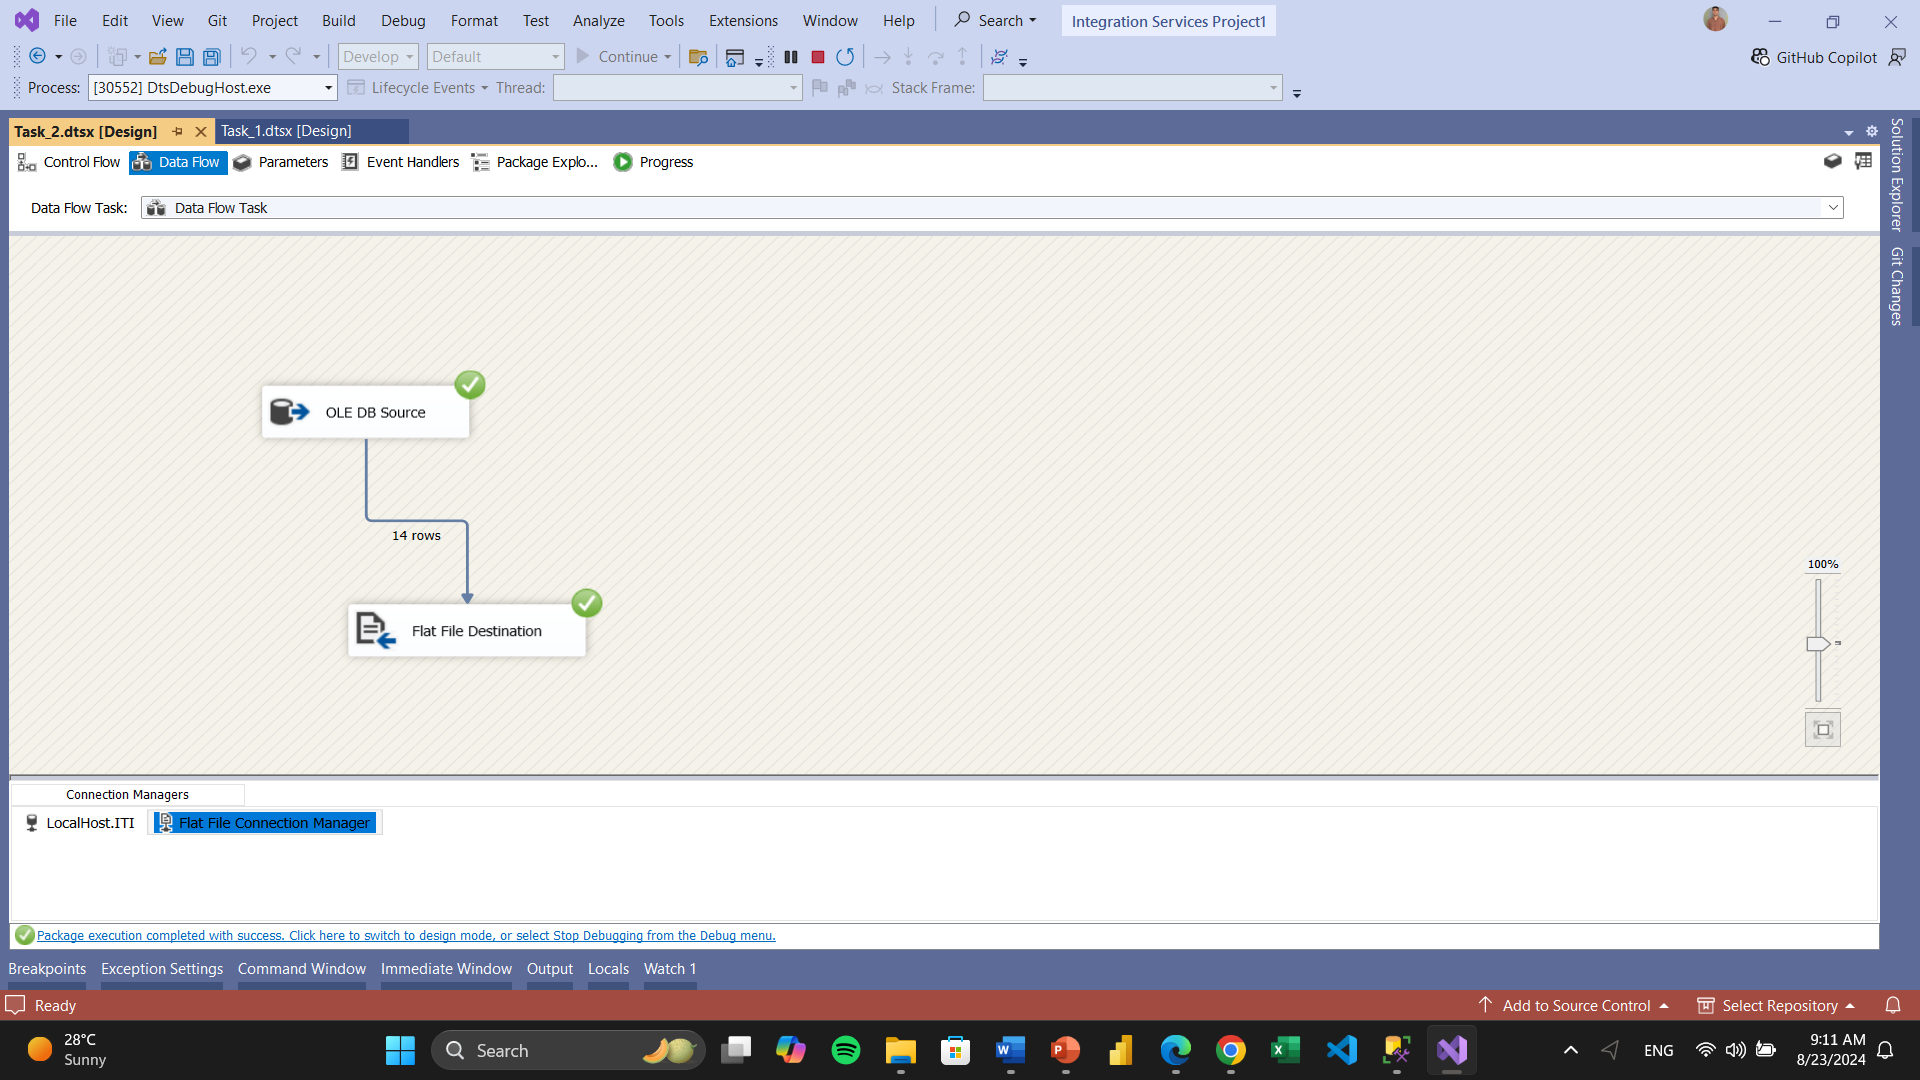 File Edit View Git Project Build Debug Format Test Analyze Tools Extensions Window Help Search Integration Services Project1
Develop Default Continue GitHub Copilot
Process: [30552] DtsDebugHost.exe Lifecycle Events Thread: Stack Frame:
Task_2.dtsx [Design] Task_1.dtsx [Design]
Control Flow Data Flow Parameters Event Handlers Package Explo... Progress
Data Flow Task: Data Flow Task
Solution Explorer
Git Changes
OLE DB Source
14 rows
Flat File Destination
100%
Connection Managers
LocalHost.ITI Flat File Connection Manager
Package execution completed with success. Click here to switch to design mode, or select Stop Debugging from the Debug menu.
Breakpoints Exception Settings Command Window Immediate Window Output Locals Watch 1
Ready Add to Source Control Select Repository
28°C
Sunny
Search
ENG
9:11 AM
8/23/2024